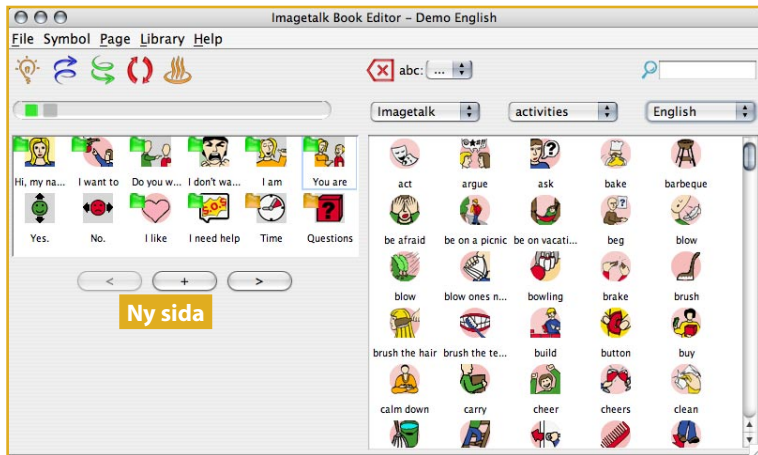 Imagetalk Book Editor – Demo English
File Symbol Page Library Help
abc: ...
Imagetalk activities English
Hi, my na... I want to Do you w... I don't wa... I am You are
S.O.S
?
Yes. No. I like I need help Time Questions
< + >
Ny sida
?
act argue ask bake barbeque
?
be afraid be on a picnic be on vacati... beg blow
blow blow ones n... bowling brake brush
brush the hair brush the te... build button buy
calm down carry cheer cheers clean